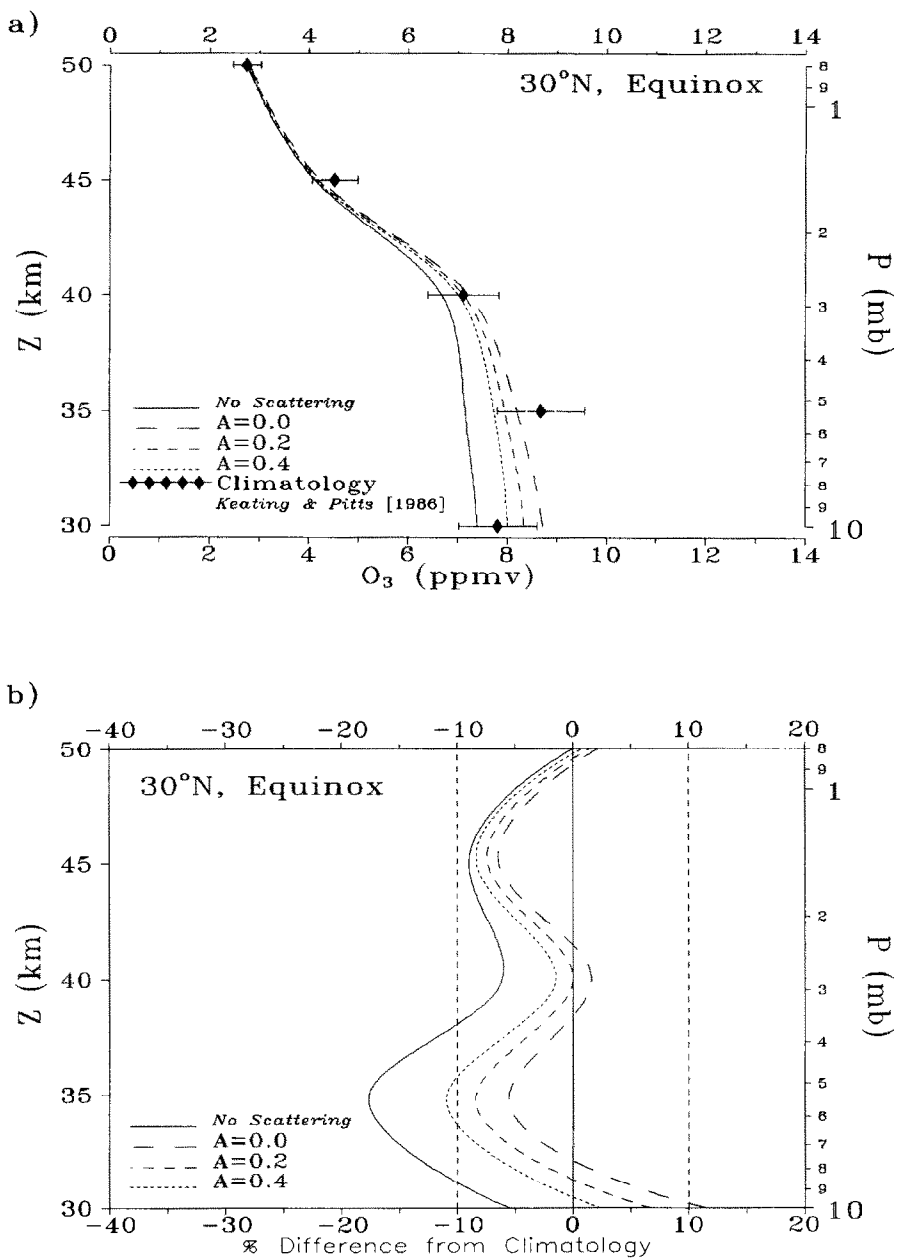 a)
0 2 4 6 8 10 12 14
50 30°N, Equinox 8
9
1
45
2
Z (km) P (mb)
40 3
4
No Scattering
35 A=0.0 5
A=0.2 6
A=0.4 7
Climatology 8
Keating & Pitts [1986] 9
30 10
0 2 4 6 8 10 12 14
O₃ (ppmv)
b)
-40 -30 -20 -10 0 10 20
50 8
30°N, Equinox 9
1
45
2
Z (km) P (mb)
40 3
4
35 5
No Scattering 6
A=0.0 7
A=0.2 8
A=0.4 9
30 10
-40 -30 -20 -10 0 10 20
% Difference from Climatology